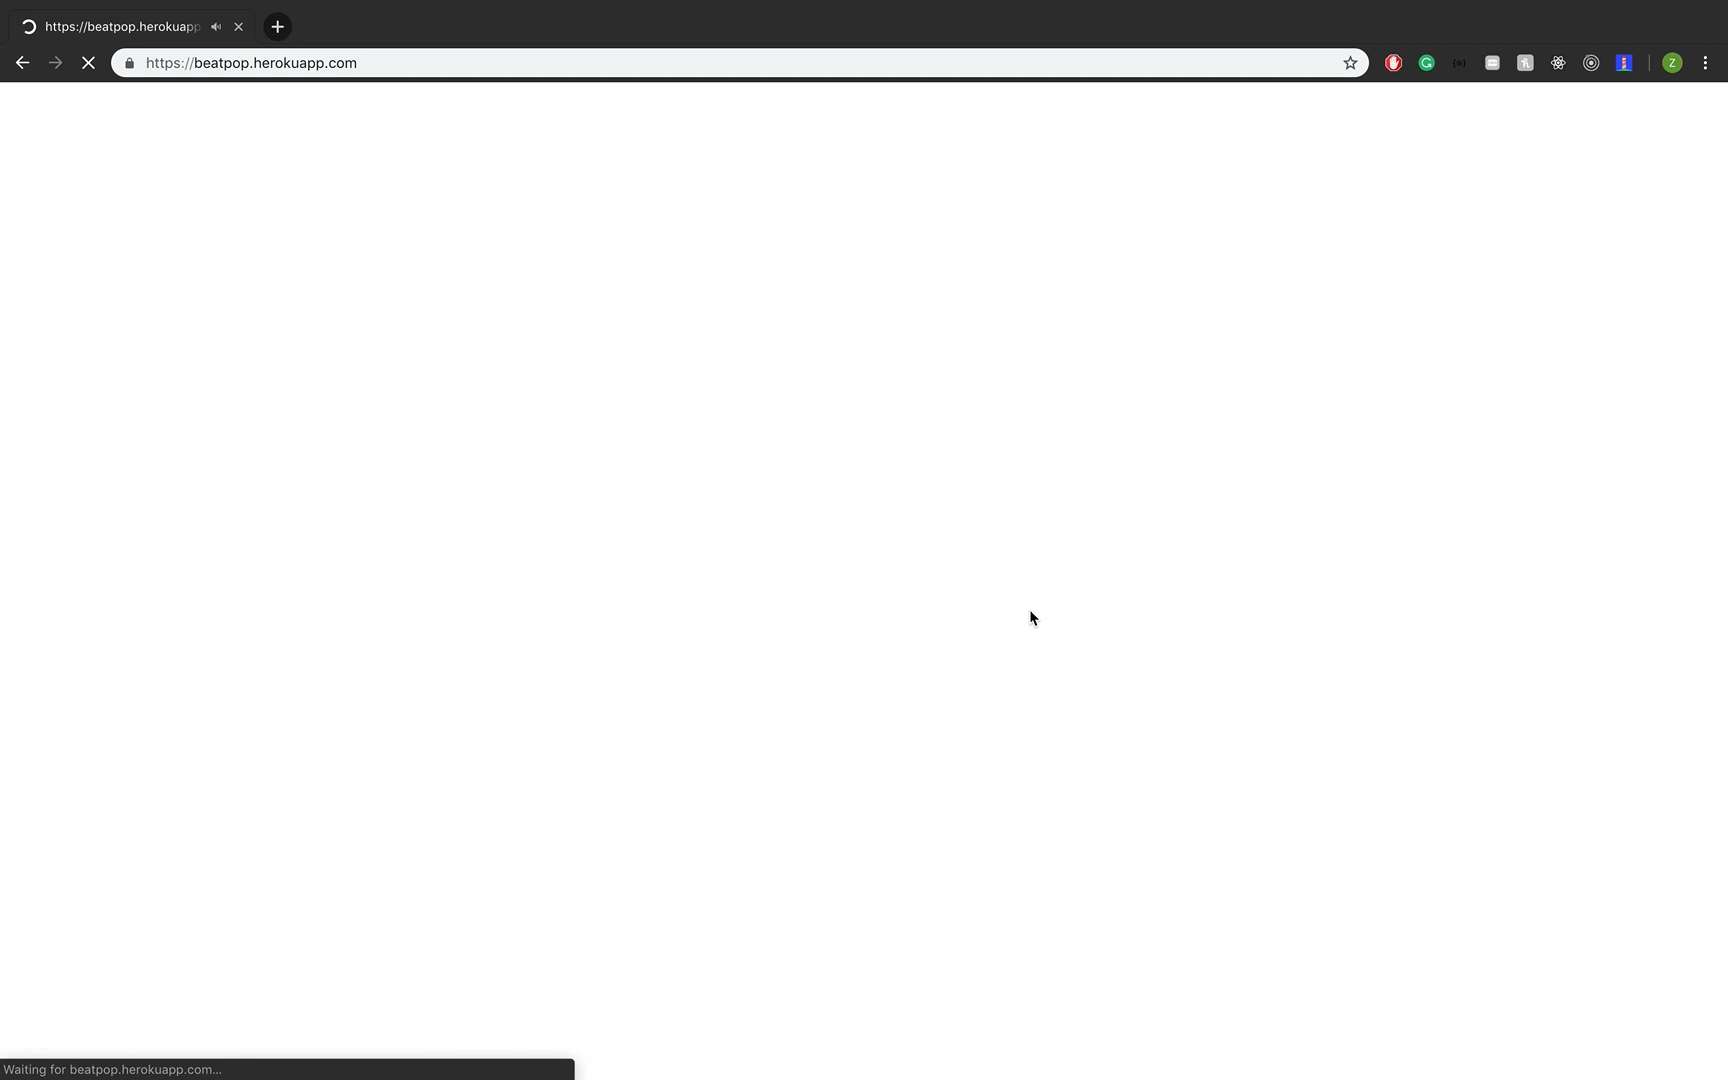 https://beatpop.herokuapp
https://beatpop.herokuapp.com
Z
Waiting for beatpop.herokuapp.com...